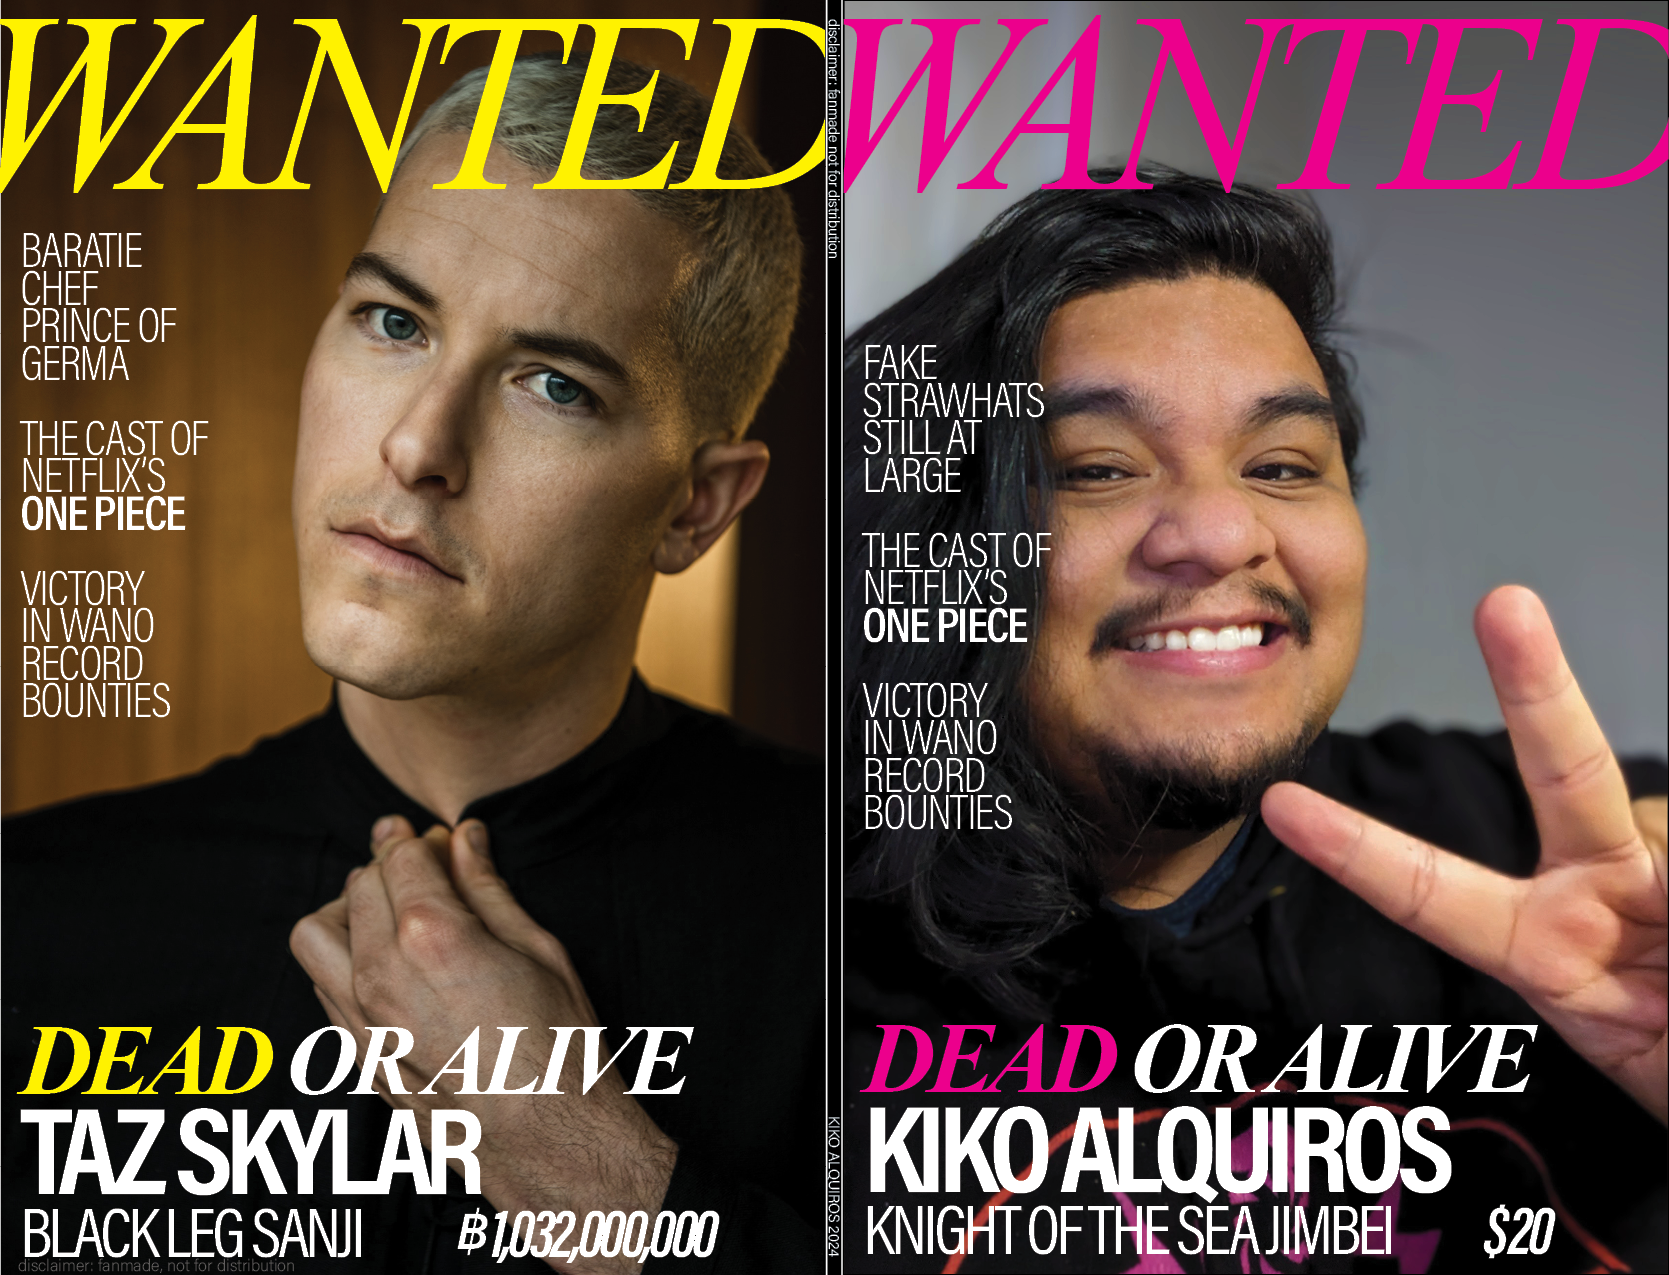 WANTED
BARATIE
CHEF
PRINCE OF
GERMA
THE CAST OF
NETFLIX'S
ONE PIECE
VICTORY
IN WANO
RECORD
BOUNTIES
DEAD OR ALIVE
TAZ SKYLAR
BLACK LEG SANJI
฿1,032,000,000
disclaimer: fanmade, not for distribution
disclaimer: fanmade not for distribution
KIKO ALQUIROS 2024
WANTED
FAKE
STRAWHATS
STILL AT
LARGE
THE CAST OF
NETFLIX'S
ONE PIECE
VICTORY
IN WANO
RECORD
BOUNTIES
DEAD OR ALIVE
KIKO ALQUIROS
KNIGHT OF THE SEA JIMBEI
$20